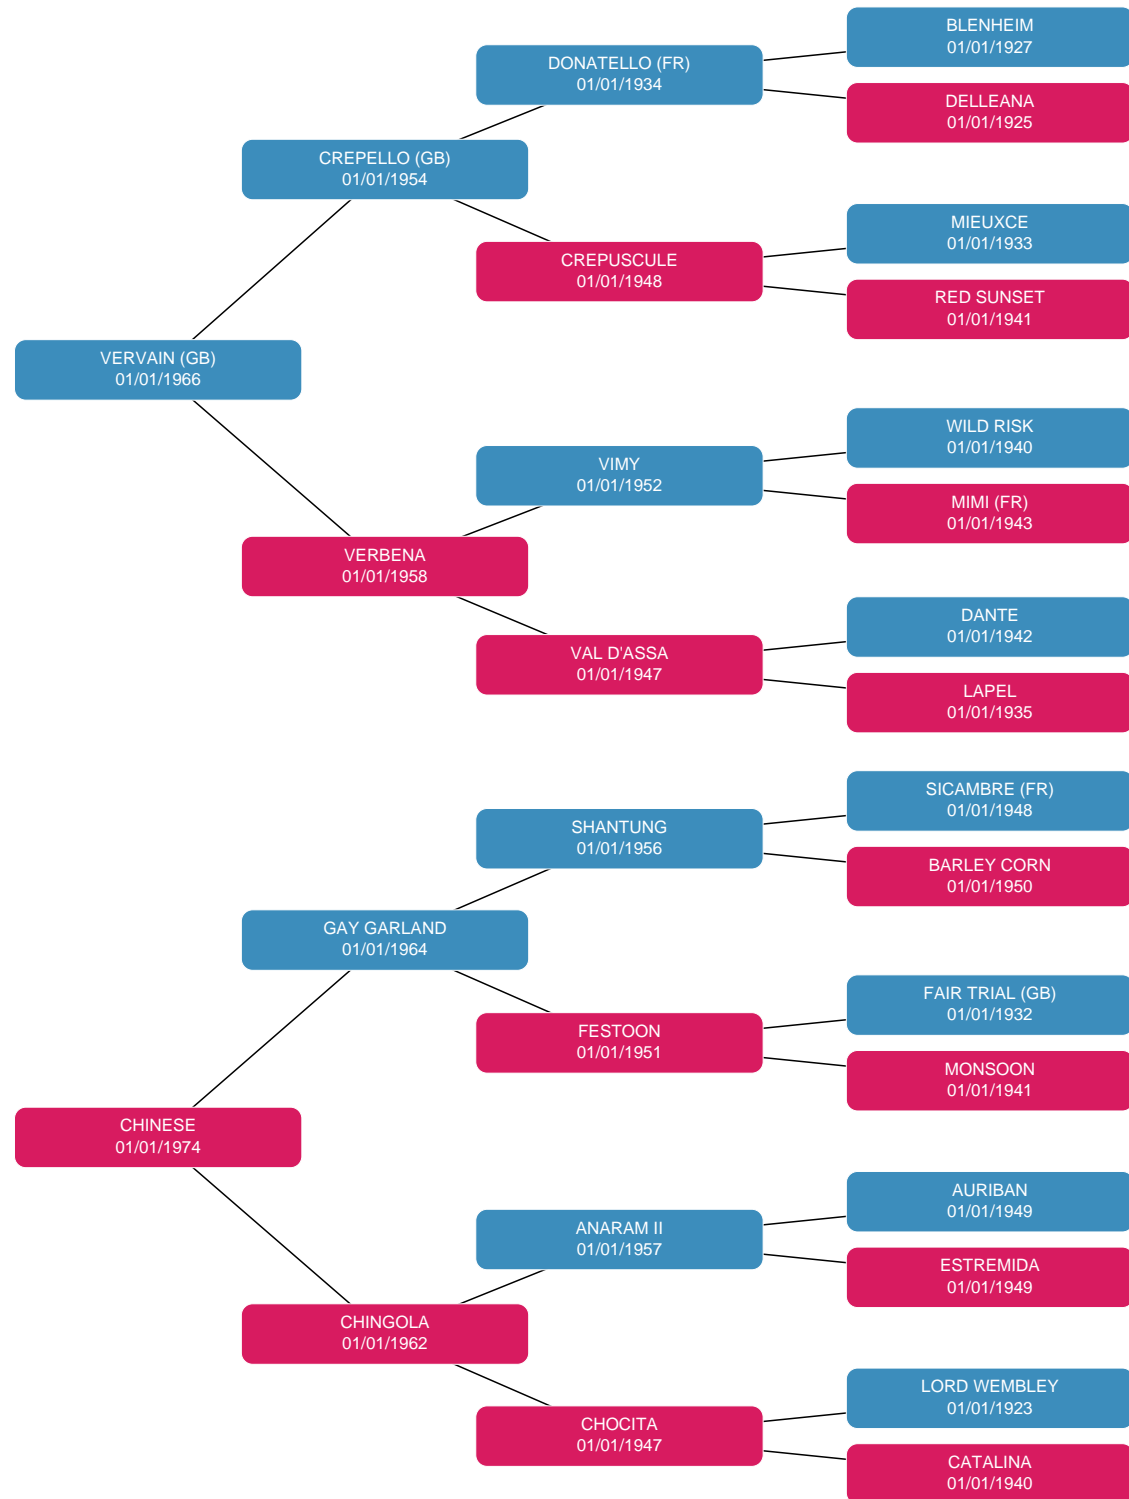 BLENHEIM
01/01/1927
DONATELLO (FR)
01/01/1934
DELLEANA
01/01/1925
CREPELLO (GB)
01/01/1954
MIEUXCE
01/01/1933
CREPUSCULE
01/01/1948
RED SUNSET
01/01/1941
VERVAIN (GB)
01/01/1966
WILD RISK
01/01/1940
VIMY
01/01/1952
MIMI (FR)
01/01/1943
VERBENA
01/01/1958
DANTE
01/01/1942
VAL D'ASSA
01/01/1947
LAPEL
01/01/1935
SICAMBRE (FR)
01/01/1948
SHANTUNG
01/01/1956
BARLEY CORN
01/01/1950
GAY GARLAND
01/01/1964
FAIR TRIAL (GB)
01/01/1932
FESTOON
01/01/1951
MONSOON
01/01/1941
CHINESE
01/01/1974
AURIBAN
01/01/1949
ANARAM II
01/01/1957
ESTREMIDA
01/01/1949
CHINGOLA
01/01/1962
LORD WEMBLEY
01/01/1923
CHOCITA
01/01/1947
CATALINA
01/01/1940